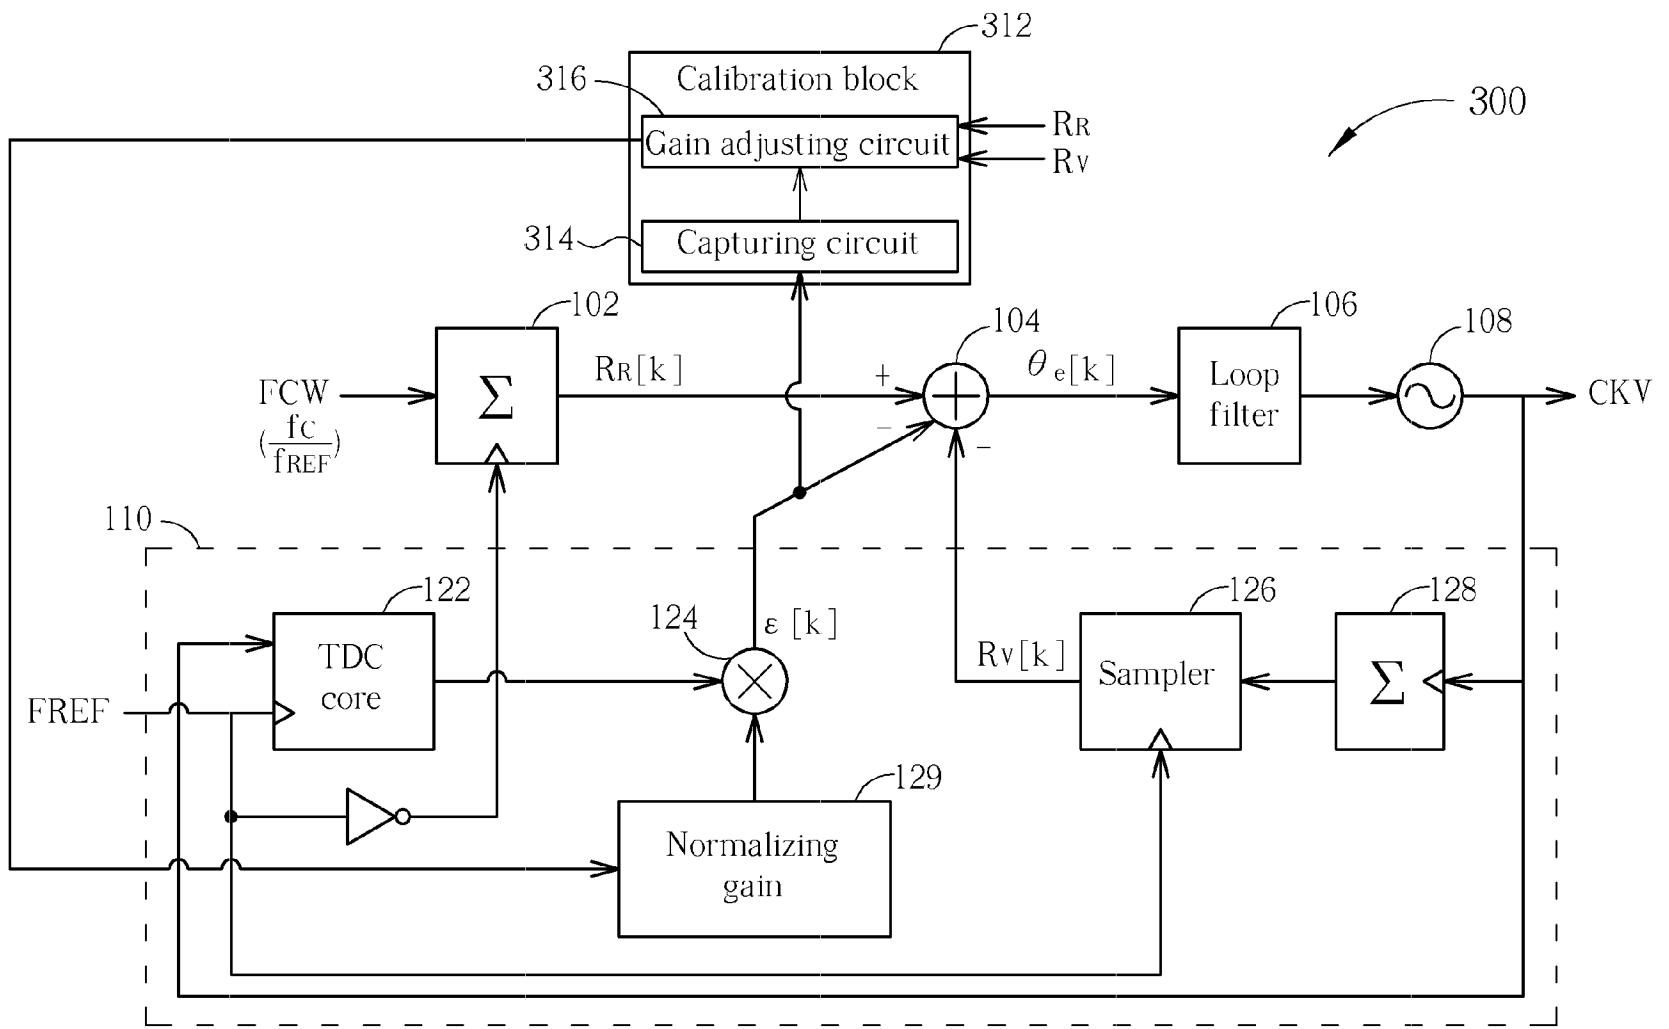 312
316
Calibration block
300
Gain adjusting circuit
RR
RV
314
Capturing circuit
102
104
106
108
RR[k]
θe[k]
FCW
(fC/fREF)
Σ
+
-
-
Loop
filter
CKV
110
122
124
ε[k]
126
128
TDC
core
RV[k]
Sampler
Σ
FREF
129
Normalizing
gain